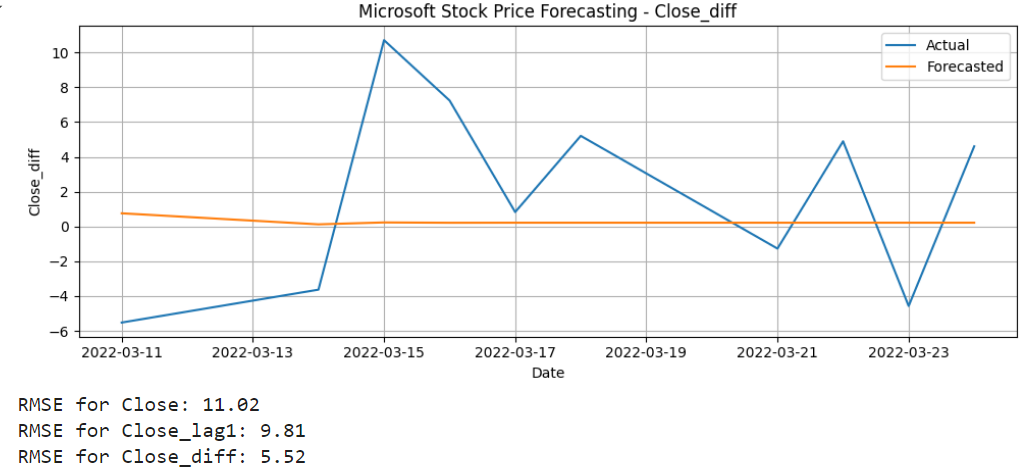 Microsoft Stock Price Forecasting - Close_diff
Actual
Forecasted
10
8
6
4
2
0
−2
−4
−6
Close_diff
2022-03-11 2022-03-13 2022-03-15 2022-03-17 2022-03-19 2022-03-21 2022-03-23
Date
RMSE for Close: 11.02
RMSE for Close_lag1: 9.81
RMSE for Close_diff: 5.52